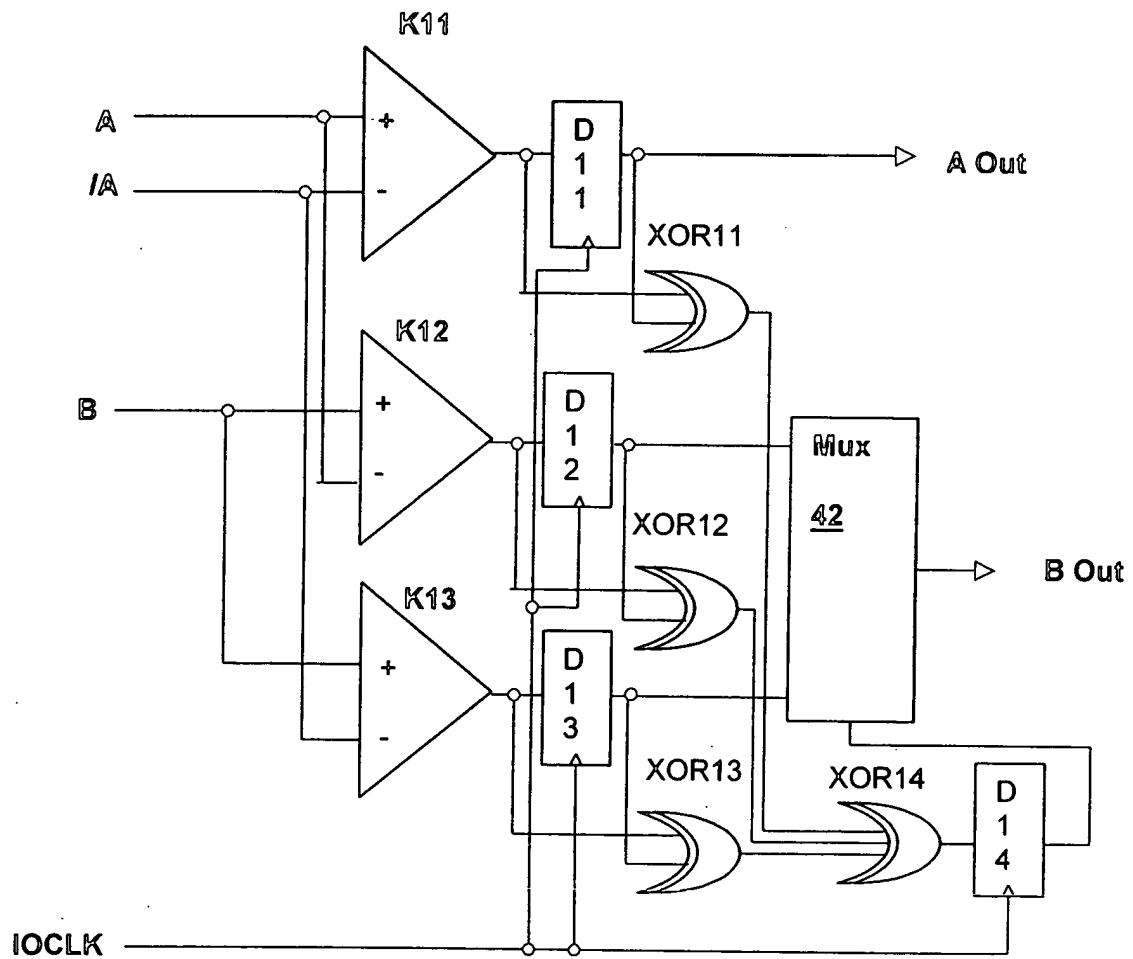 K11
A
+
D
1
1
A Out
/A
-
XOR11
K12
B
+
D
1
2
Mux
42
-
XOR12
B Out
K13
+
D
1
3
-
XOR13
XOR14
D
1
4
IOCLK